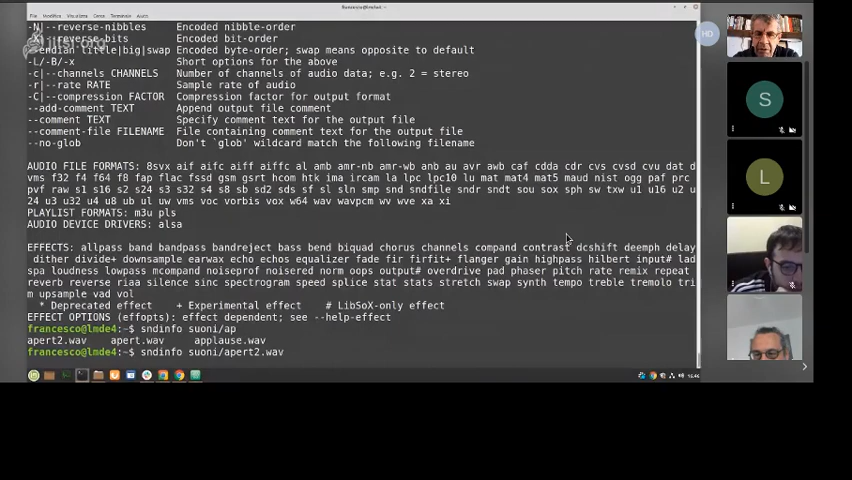 francesco@lmde4: ~
File Modifica Visualizza Cerca Terminale Aiuto
-N|--reverse-nibbles Encoded nibble-order
-X|--reverse-bits Encoded bit-order
--endian little|big|swap Encoded byte-order; swap means opposite to default
-L/-B/-x Short options for the above
-c|--channels CHANNELS Number of channels of audio data; e.g. 2 = stereo
-r|--rate RATE Sample rate of audio
-C|--compression FACTOR Compression factor for output format
--add-comment TEXT Append output file comment
--comment TEXT Specify comment text for the output file
--comment-file FILENAME File containing comment text for the output file
--no-glob Don't `glob' wildcard match the following filename
AUDIO FILE FORMATS: 8svx aif aifc aiff aiffc al amb amr-nb amr-wb anb au avr awb caf cdda cdr cvs cvsd cvu dat d
vms f32 f4 f64 f8 fap flac fssd gsm gsrt hcom htk ima ircam la lpc lpc10 lu mat mat4 mat5 maud nist ogg paf prc
pvf raw s1 s16 s2 s24 s3 s32 s4 s8 sb sd2 sds sf sl sln smp snd sndfile sndr sndt sou sox sph sw txw u1 u16 u2 u
24 u3 u32 u4 u8 ub ul uw vms voc vorbis vox w64 wav wavpcm wv wve xa xi
PLAYLIST FORMATS: m3u pls
AUDIO DEVICE DRIVERS: alsa
EFFECTS: allpass band bandpass bandreject bass bend biquad chorus channels compand contrast dcshift deemph delay
dither divide+ downsample earwax echo echos equalizer fade fir firfit+ flanger gain highpass hilbert input# lad
spa loudness lowpass mcompand noiseprof noisered norm oops output# overdrive pad phaser pitch rate remix repeat
reverb reverse riaa silence sinc spectrogram speed splice stat stats stretch swap synth tempo treble tremolo tri
m upsample vad vol
* Deprecated effect + Experimental effect # LibSoX-only effect
EFFECT OPTIONS (effopts): effect dependent; see --help-effect
francesco@lmde4:~$ sndinfo suoni/ap
apert2.wav apert.wav applause.wav
francesco@lmde4:~$ sndinfo suoni/apert2.wav
jitsi.org
HD
S
L